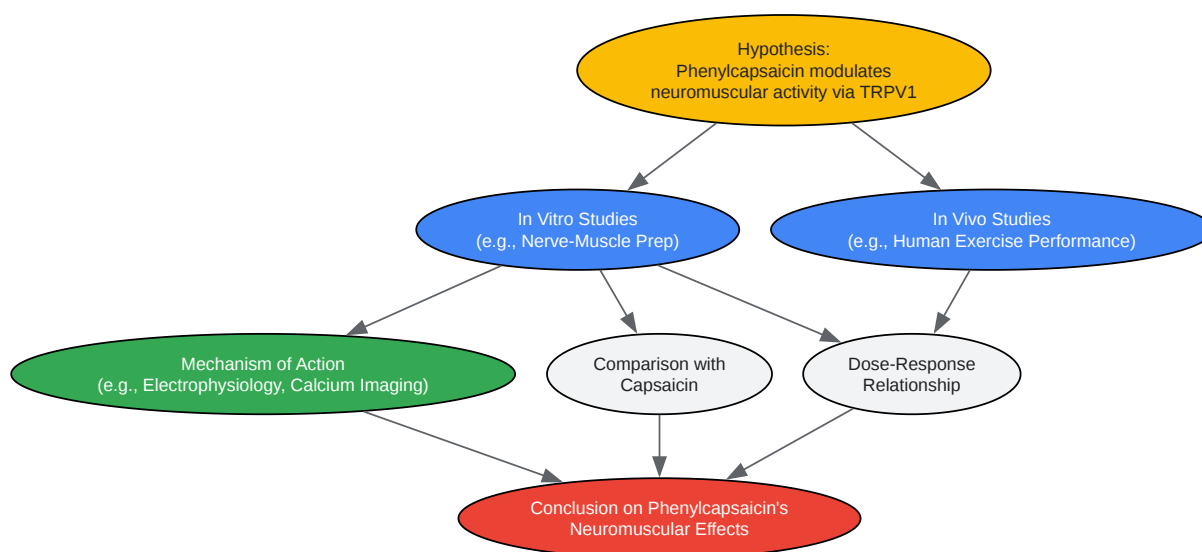 Hypothesis:
Phenylcapsaicin modulates
neuromuscular activity via TRPV1
In Vitro Studies
(e.g., Nerve-Muscle Prep)
In Vivo Studies
(e.g., Human Exercise Performance)
Mechanism of Action
(e.g., Electrophysiology, Calcium Imaging)
Comparison with
Capsaicin
Dose-Response
Relationship
Conclusion on Phenylcapsaicin's
Neuromuscular Effects